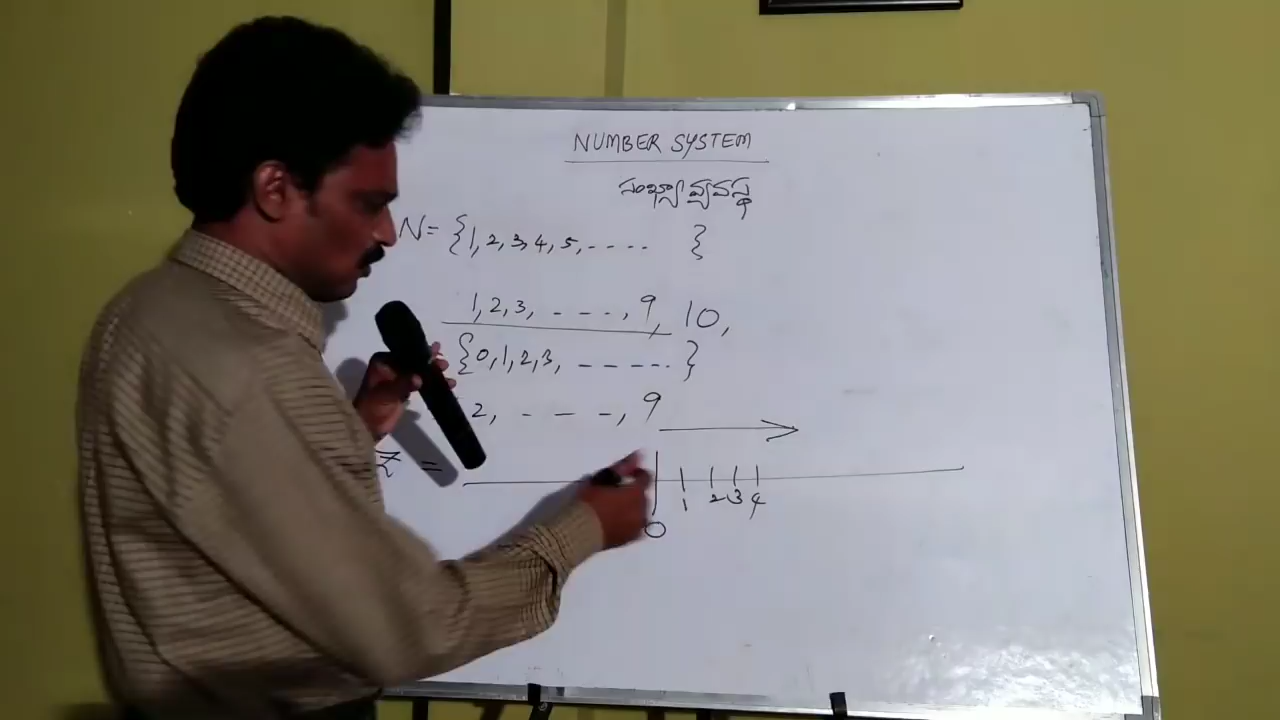 NUMBER SYSTEM
సంఖ్యా వ్యవస్థ
N = {1, 2, 3, 4, 5, - - - - }
1, 2, 3, - - - -, 9, 10,
{0, 1, 2, 3, - - - - - . }
2, - - -, 9
Z =
1 2 3 4
0